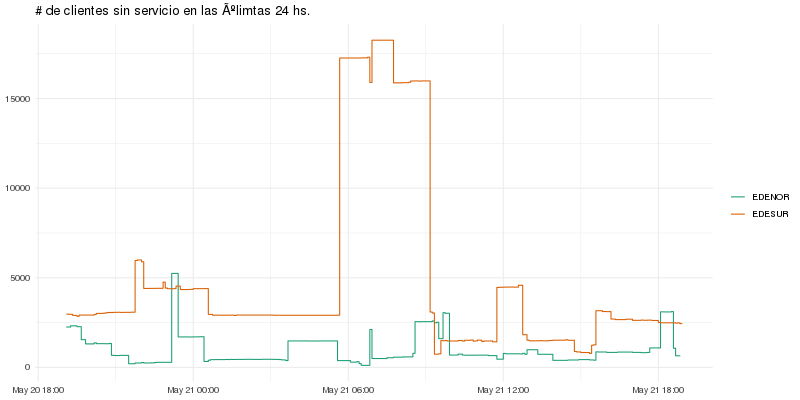 # de clientes sin servicio en las Ãºlimtas 24 hs.
15000
10000
5000
0
May 20 18:00
May 21 00:00
May 21 06:00
May 21 12:00
May 21 18:00
EDENOR
EDESUR